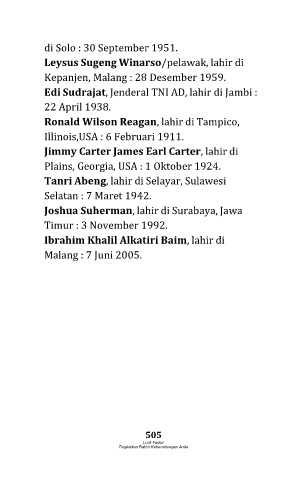 di Solo : 30 September 1951.
Leysus Sugeng Winarso/pelawak, lahir di
Kepanjen, Malang : 28 Desember 1959.
Edi Sudrajat, Jenderal TNI AD, lahir di Jambi :
22 April 1938.
Ronald Wilson Reagan, lahir di Tampico,
Illinois,USA : 6 Februari 1911.
Jimmy Carter James Earl Carter, lahir di
Plains, Georgia, USA : 1 Oktober 1924.
Tanri Abeng, lahir di Selayar, Sulawesi
Selatan : 7 Maret 1942.
Joshua Suherman, lahir di Surabaya, Jawa
Timur : 3 November 1992.
Ibrahim Khalil Alkatiri Baim, lahir di
Malang : 7 Juni 2005.
505
Luck Factor
Tingkatkan Faktor Keberuntungan Anda